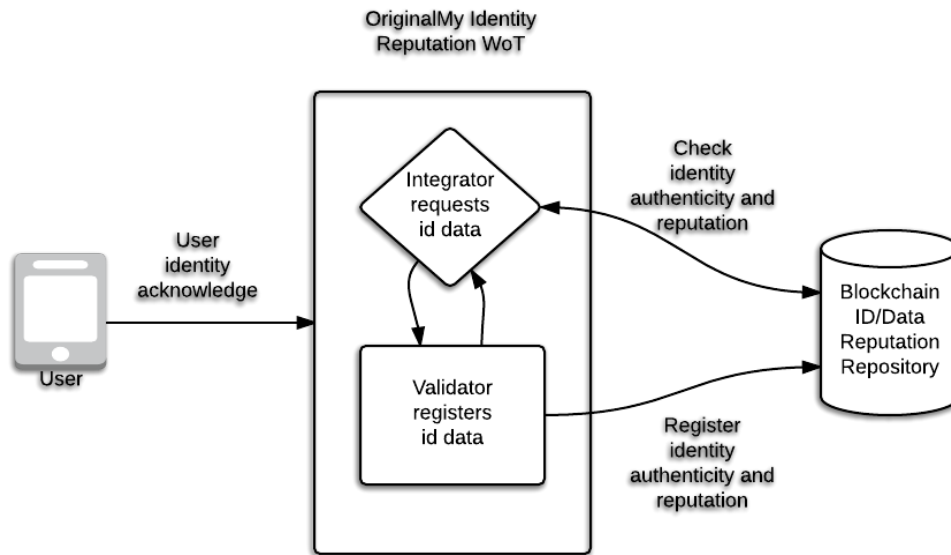 OriginalMy Identity
Reputation WoT
Integrator
requests
id data
Check
identity
authenticity and
reputation
User
identity
acknowledge
User
Blockchain
ID/Data
Reputation
Repository
Validator
registers
id data
Register
identity
authenticity and
reputation